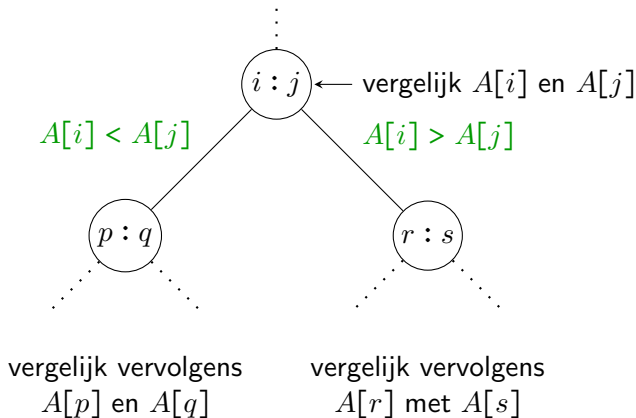 i : j
vergelijk A[i] en A[j]
A[i] < A[j]
A[i] > A[j]
p : q
r : s
vergelijk vervolgens
A[p] en A[q]
vergelijk vervolgens
A[r] met A[s]